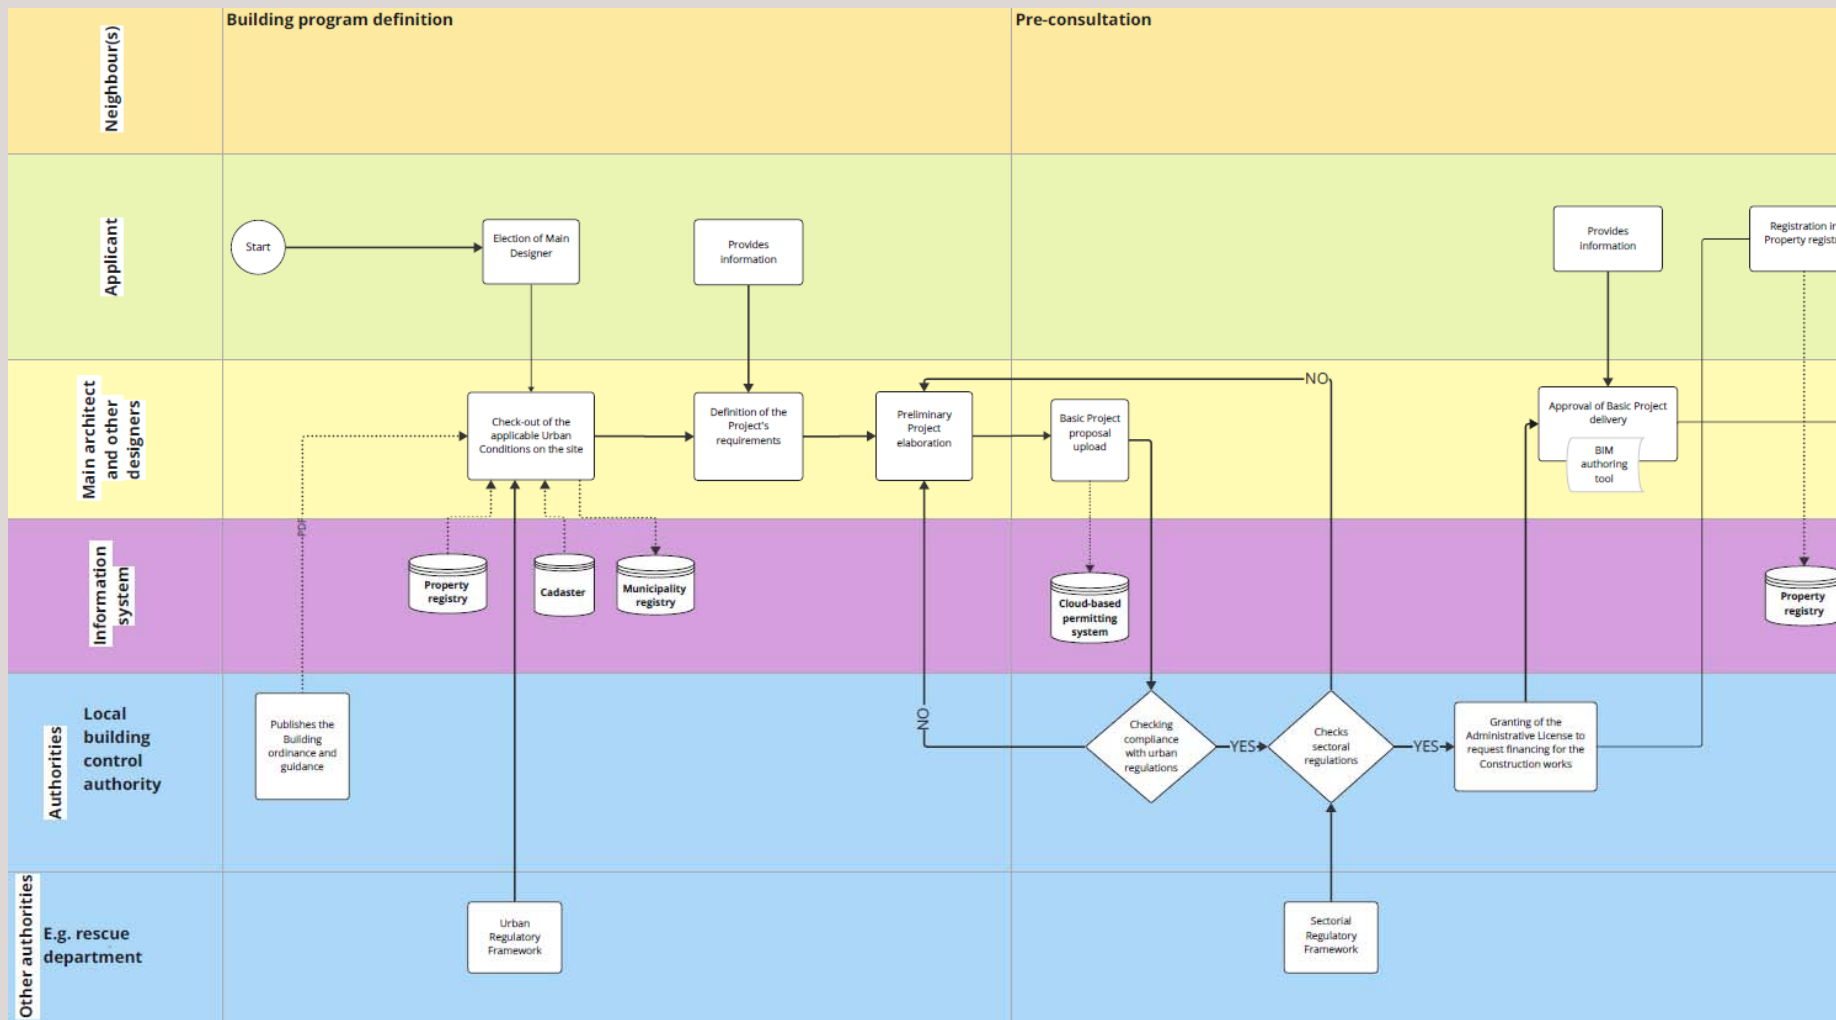 Building program definition
Pre-consultation
Neighbour(s)
Applicant
Start
Election of Main
Designer
Provides
information
Provides
information
Registration in
Property registr
Main architect
and other
designers
Check-out of the
applicable Urban
Conditions on the site
Definition of the
Project's
requirements
Preliminary
Project
elaboration
NO
Basic Project
proposal
upload
Approval of Basic Project
delivery
BIM
authoring
tool
PDF
Information
system
Property
registry
Cadaster
Municipality
registry
Cloud-based
permitting
system
Property
registry
Authorities
Local
building
control
authority
Publishes the
Building
ordinance and
guidance
NO
Checking
compliance
with urban
regulations
YES
Checks
sectoral
regulations
YES
Granting of the
Administrative License to
request financing for the
Construction works
Other authorities
E.g. rescue
department
Urban
Regulatory
Framework
Sectorial
Regulatory
Framework